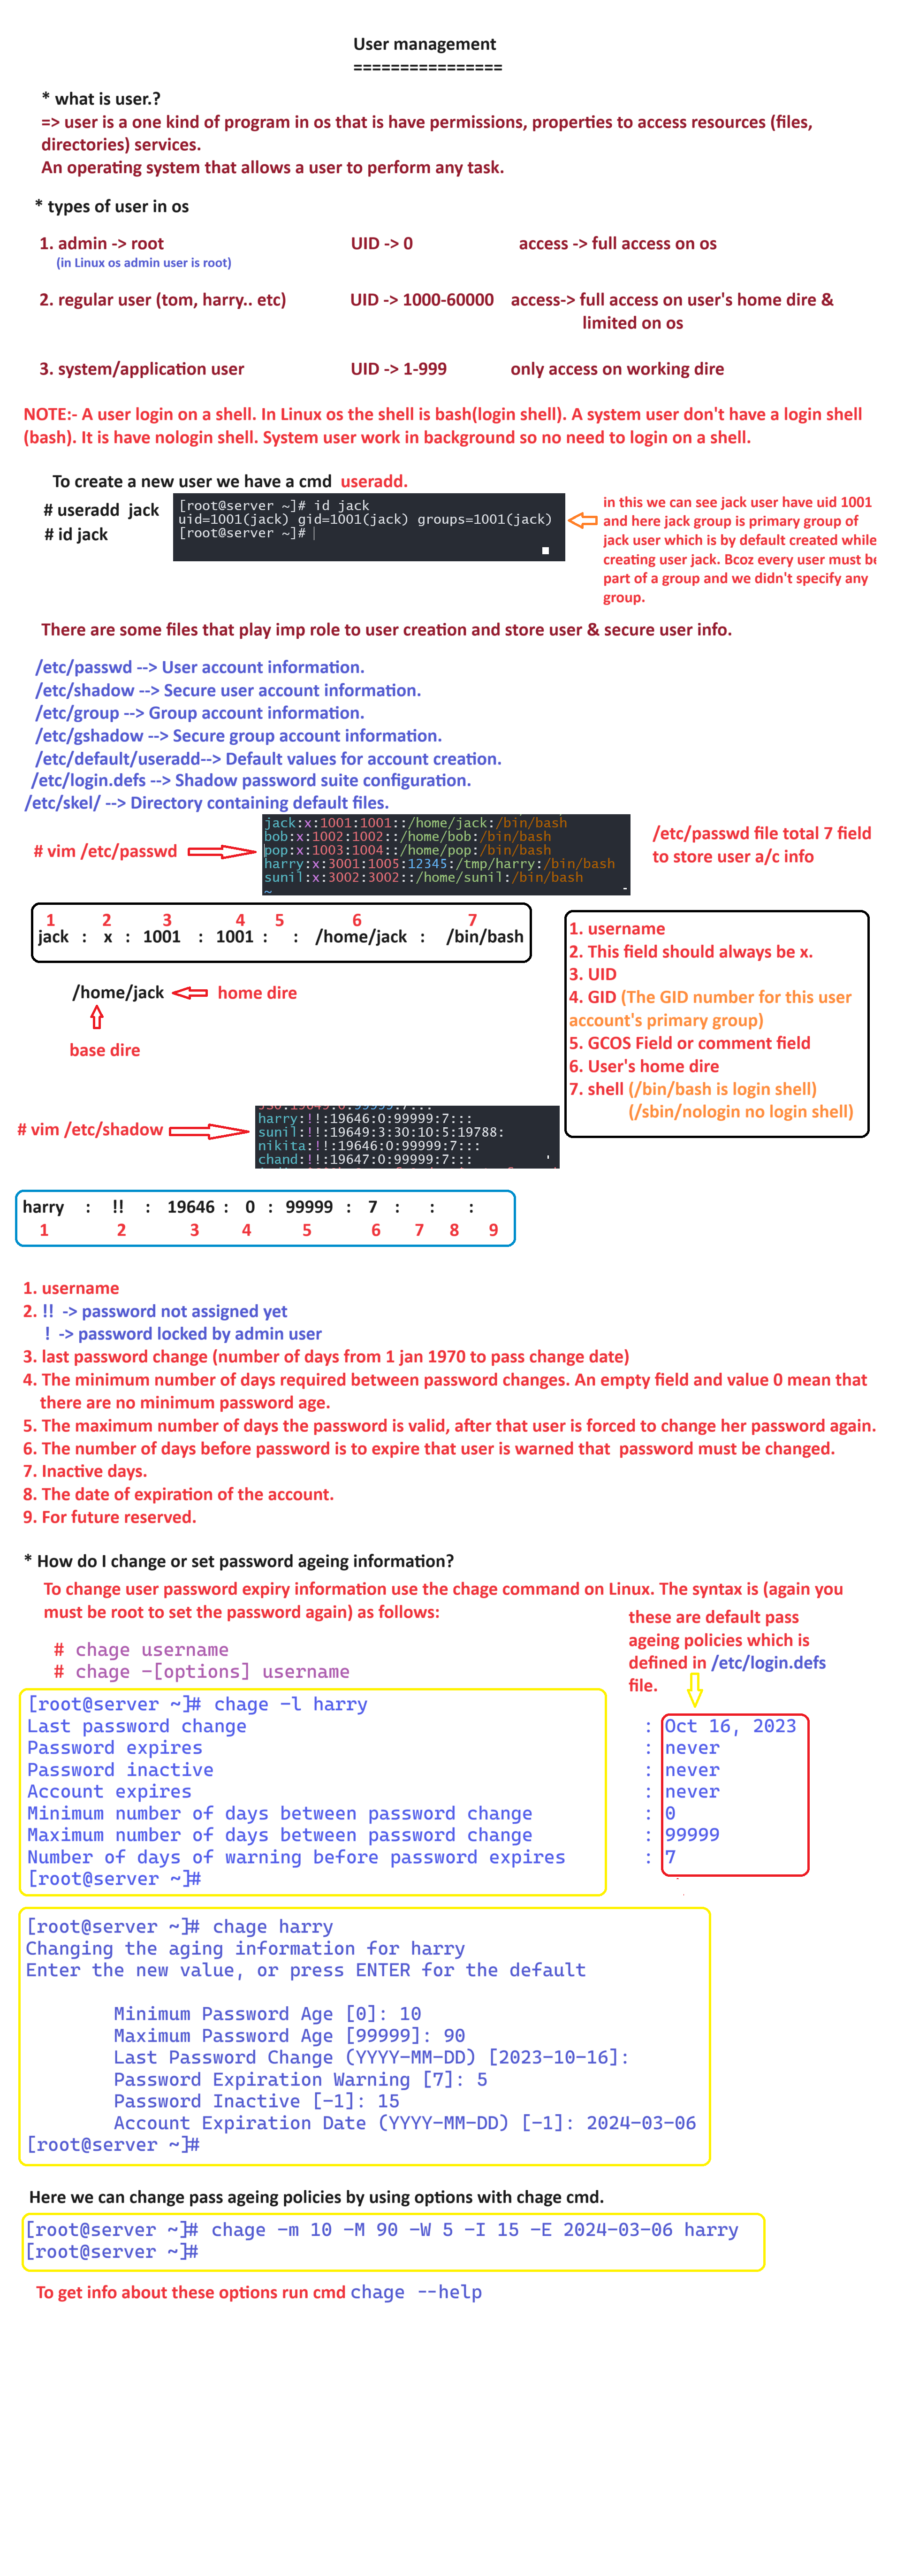 User management
================
* what is user.?
=> user is a one kind of program in os that is have permissions, properties to access resources (files,
directories) services.
An operating system that allows a user to perform any task.
* types of user in os
1. admin -> root UID -> 0 access -> full access on os
(in Linux os admin user is root)
2. regular user (tom, harry.. etc) UID -> 1000-60000 access-> full access on user's home dire &
limited on os
3. system/application user UID -> 1-999 only access on working dire
NOTE:- A user login on a shell. In Linux os the shell is bash(login shell). A system user don't have a login shell
(bash). It is have nologin shell. System user work in background so no need to login on a shell.
To create a new user we have a cmd useradd.
# useradd jack
# id jack
[root@server ~]# id jack
uid=1001(jack) gid=1001(jack) groups=1001(jack)
[root@server ~]#
in this we can see jack user have uid 1001
and here jack group is primary group of
jack user which is by default created while
creating user jack. Bcoz every user must be
part of a group and we didn't specify any
group.
There are some files that play imp role to user creation and store user & secure user info.
/etc/passwd --> User account information.
/etc/shadow --> Secure user account information.
/etc/group --> Group account information.
/etc/gshadow --> Secure group account information.
/etc/default/useradd--> Default values for account creation.
/etc/login.defs --> Shadow password suite configuration.
/etc/skel/ --> Directory containing default files.
# vim /etc/passwd
jack:x:1001:1001::/home/jack:/bin/bash
bob:x:1002:1002::/home/bob:/bin/bash
pop:x:1003:1004::/home/pop:/bin/bash
harry:x:3001:1005:12345:/tmp/harry:/bin/bash
sunil:x:3002:3002::/home/sunil:/bin/bash
~
/etc/passwd file total 7 field
to store user a/c info
1 2 3 4 5 6 7
jack : x : 1001 : 1001 : : /home/jack : /bin/bash
1. username
2. This field should always be x.
3. UID
4. GID (The GID number for this user
account's primary group)
5. GCOS Field or comment field
6. User's home dire
7. shell (/bin/bash is login shell)
(/sbin/nologin no login shell)
/home/jack home dire
base dire
# vim /etc/shadow
harry:!!:19646:0:99999:7:::
sunil:!!:19649:3:30:10:5:19788:
nikita:!!:19646:0:99999:7:::
chand:!!:19647:0:99999:7:::
harry : !! : 19646 : 0 : 99999 : 7 : : :
1 2 3 4 5 6 7 8 9
1. username
2. !! -> password not assigned yet
! -> password locked by admin user
3. last password change (number of days from 1 jan 1970 to pass change date)
4. The minimum number of days required between password changes. An empty field and value 0 mean that
there are no minimum password age.
5. The maximum number of days the password is valid, after that user is forced to change her password again.
6. The number of days before password is to expire that user is warned that password must be changed.
7. Inactive days.
8. The date of expiration of the account.
9. For future reserved.
* How do I change or set password ageing information?
To change user password expiry information use the chage command on Linux. The syntax is (again you
must be root to set the password again) as follows:
# chage username
# chage -[options] username
these are default pass
ageing policies which is
defined in /etc/login.defs
file.
[root@server ~]# chage -l harry
Last password change : Oct 16, 2023
Password expires : never
Password inactive : never
Account expires : never
Minimum number of days between password change : 0
Maximum number of days between password change : 99999
Number of days of warning before password expires : 7
[root@server ~]#
[root@server ~]# chage harry
Changing the aging information for harry
Enter the new value, or press ENTER for the default
Minimum Password Age [0]: 10
Maximum Password Age [99999]: 90
Last Password Change (YYYY-MM-DD) [2023-10-16]:
Password Expiration Warning [7]: 5
Password Inactive [-1]: 15
Account Expiration Date (YYYY-MM-DD) [-1]: 2024-03-06
[root@server ~]#
Here we can change pass ageing policies by using options with chage cmd.
[root@server ~]# chage -m 10 -M 90 -W 5 -I 15 -E 2024-03-06 harry
[root@server ~]#
To get info about these options run cmd chage --help